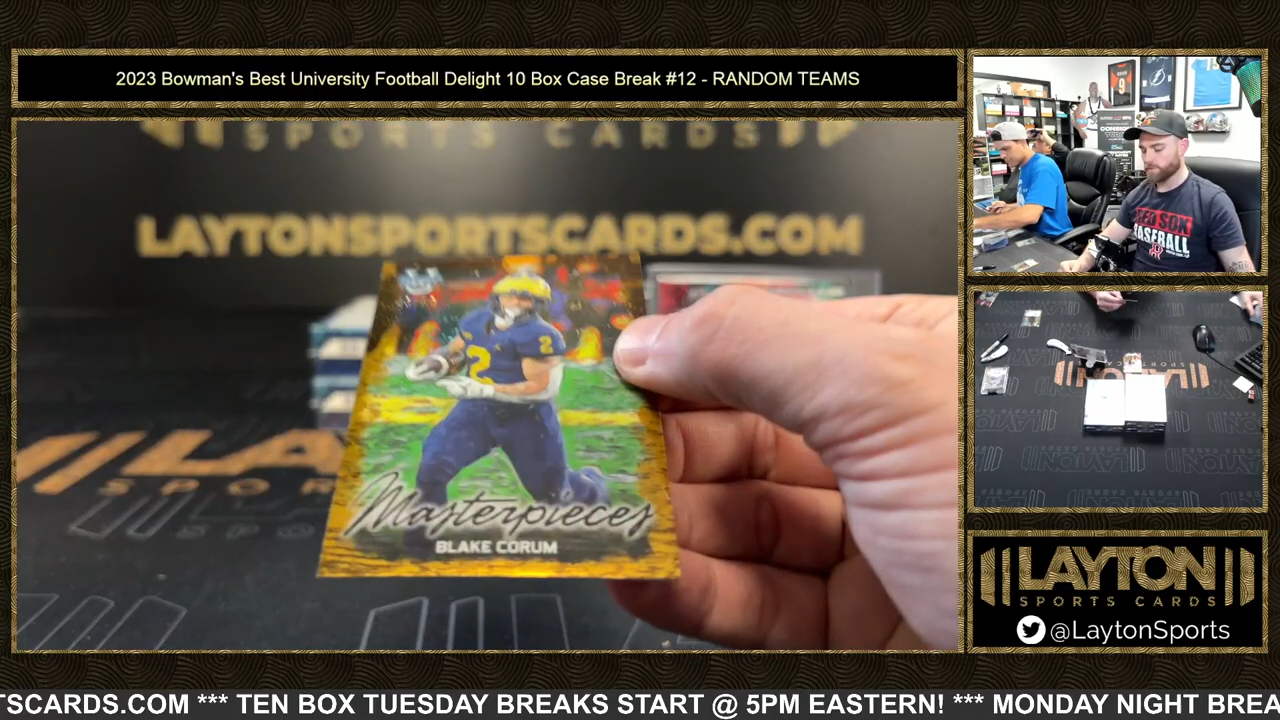 2023 Bowman's Best University Football Delight 10 Box Case Break #12 - RANDOM TEAMS
SPORTS CARDS
LAYTONSPORTSCARDS.COM
2
2
Masterpieces
BLAKE CORUM
RED SOX
BASEBALL
LAYTON
SPORTS CARDS
@LaytonSports
TSCARDS.COM *** TEN BOX TUESDAY BREAKS START @ 5PM EASTERN! *** MONDAY NIGHT BREA